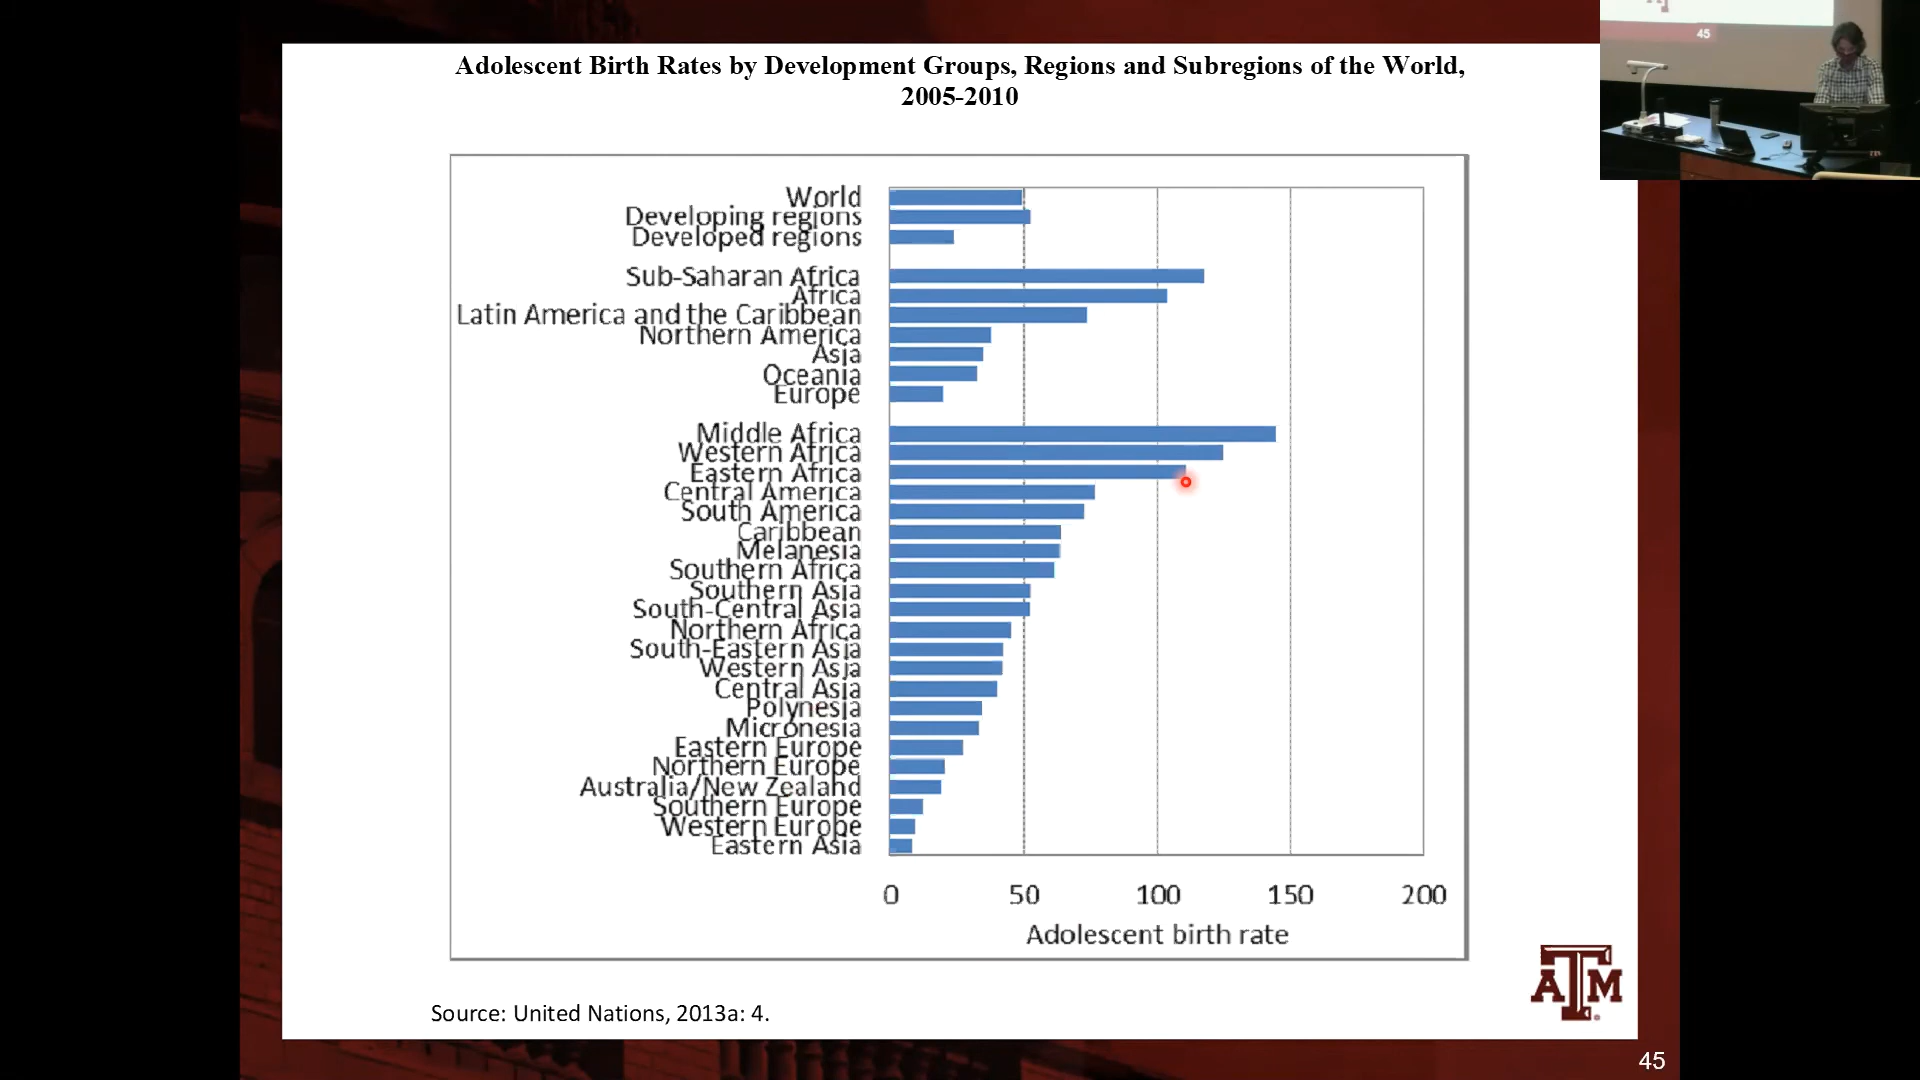 Adolescent Birth Rates by Development Groups, Regions and Subregions of the World,
2005-2010
45
World
Developing regions
Developed regions
Sub-Saharan Africa
Africa
Latin America and the Caribbean
Northern America
Asia
Oceania
Europe
Middle Africa
Western Africa
Eastern Africa
Central America
South America
Caribbean
Melanesia
Southern Africa
Southern Asia
South-Central Asia
Northern Africa
South-Eastern Asia
Western Asia
Central Asia
Polynesia
Micronesia
Eastern Europe
Northern Europe
Australia/New Zealand
Southern Europe
Western Europe
Eastern Asia
0 50 100 150 200
Adolescent birth rate
ATM
Source: United Nations, 2013a: 4.
45